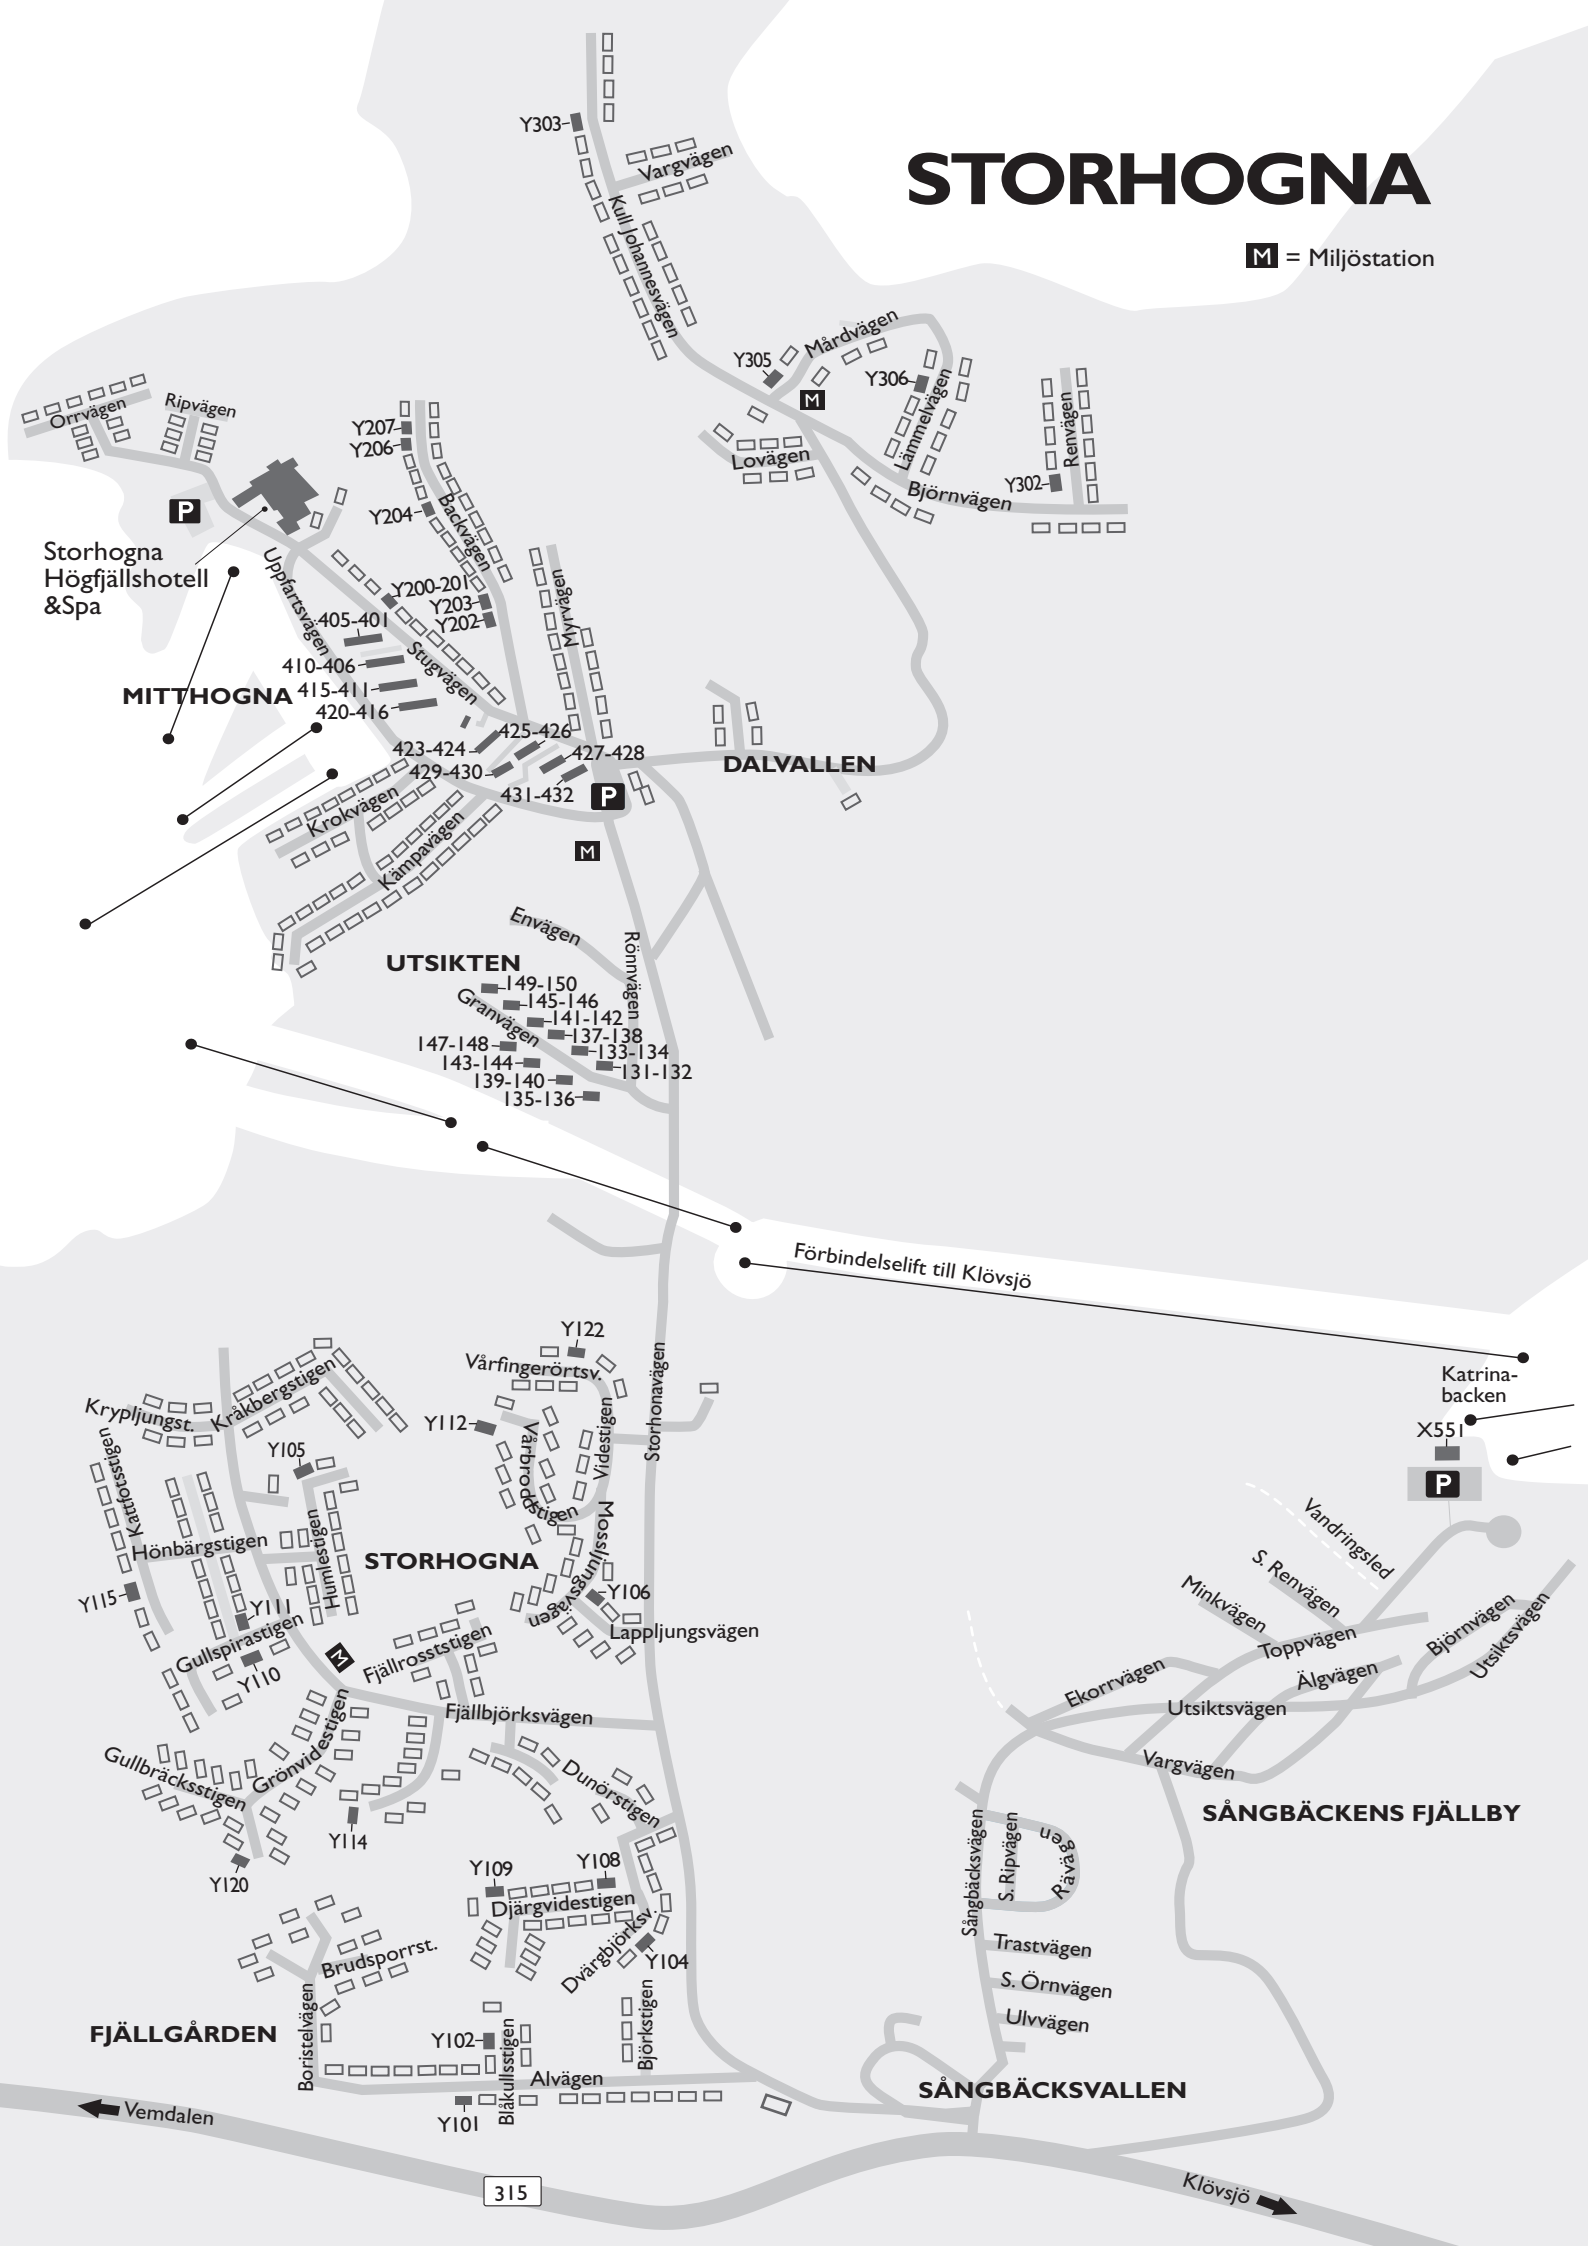 STORHOGNA
M = Miljöstation
Y303
Vargvägen
Kull Johannesvägen
Mårdvägen
Y305
M
Y306
Lämmelvägen
Renvägen
Lovägen
Y302
Björnvägen
Orrvägen
Ripvägen
Y207
Y206
Y204
Backvägen
P
Storhogna
Högfjällshotell
&Spa
Uppfartsvägen
Y200-201
Y203
Y202
Myrvägen
405-401
410-406
415-411
420-416
Stugvägen
MITTHOGNA
425-426
423-424
427-428
429-430
431-432
P
DALVALLEN
Krokvägen
Kämpavägen
M
Envägen
Rönnvägen
UTSIKTEN
149-150
145-146
141-142
137-138
133-134
131-132
Granvägen
147-148
143-144
139-140
135-136
Förbindelselift till Klövsjö
Katrina-
backen
X551
P
Y122
Vårfingerörtsv.
Storhonavägen
Y112
Vårbroddstigen
Videstigen
Mossljungsvägen
Krypljungst.
Kråkbergstigen
Kattfotsstigen
Y105
Hönbärgstigen
Humlestigen
STORHOGNA
Y115
Y111
Gullspirastigen
Y110
M
Y106
Lappljungsvägen
Fjällrosststigen
Fjällbjörksvägen
Grönvidestigen
Gullbräcksstigen
Dunörstigen
Y114
Y120
Y109
Y108
Djärgvidestigen
Dvärgbjörksv.
Y104
Brudsporrst.
FJÄLLGÅRDEN
Boristelvägen
Y102
Blåkullsstigen
Björkstigen
Alvägen
Y101
Vandringsled
S. Renvägen
Minkvägen
Toppvägen
Björnvägen
Utsiktsvägen
Älgvägen
Ekorrvägen
Utsiktsvägen
Vargvägen
SÅNGBÄCKENS FJÄLLBY
Sångbäcksvägen
S. Ripvägen
Rävägen
Trastvägen
S. Örnvägen
Ulvvägen
SÅNGBÄCKSVALLEN
Vemdalen
315
Klövsjö